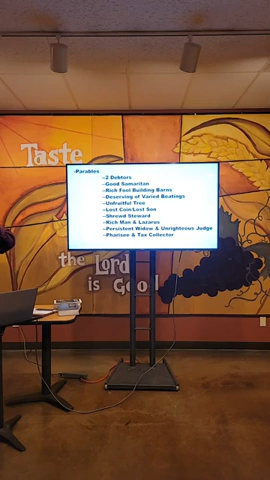 Taste
-Parables
--2 Debtors
--Good Samaritan
--Rich Fool Building Barns
--Deserving of Varied Beatings
--Unfruitful Tree
--Lost Coin/Lost Son
--Shrewd Steward
--Rich Man & Lazarus
--Persistent Widow & Unrighteous Judge
--Pharisee & Tax Collector
the Lord
is Good